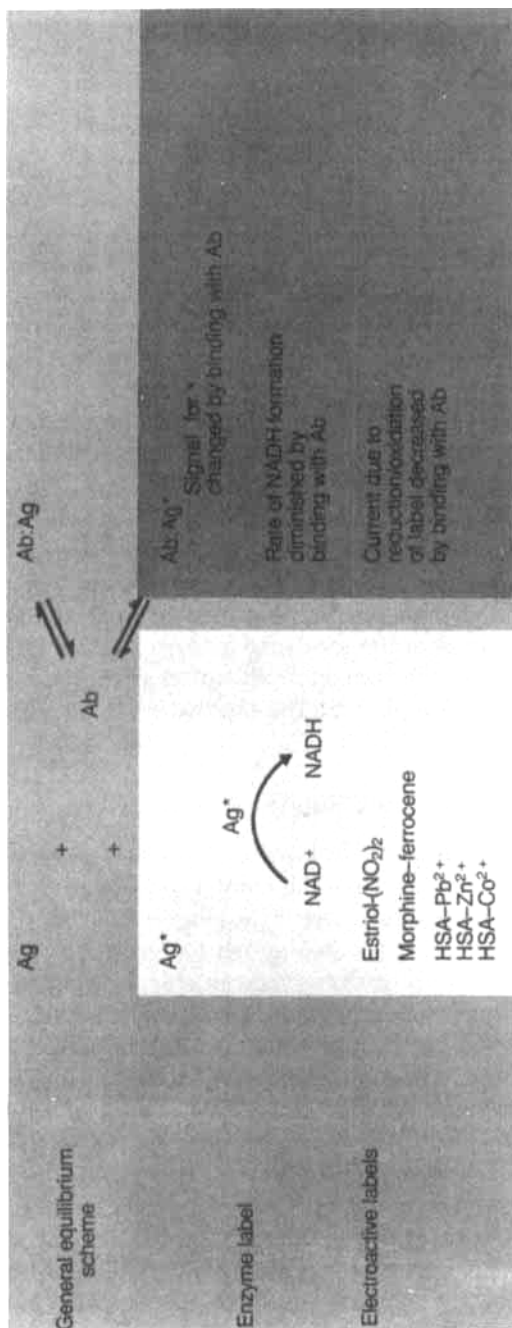 General equilibrium
scheme
Ag
+
Ab
Ab:Ag
+
Ag*
Ab:Ag*
Signal for *
changed by binding with Ab
Enzyme label
Ag*
NAD+
NADH
Rate of NADH formation
diminished by
binding with Ab
Electroactive labels
Estriol-(NO2)2
Morphine–ferrocene
HSA–Pb2+
HSA–Zn2+
HSA–Co2+
Current due to
reduction/oxidation
of label decreased
by binding with Ab